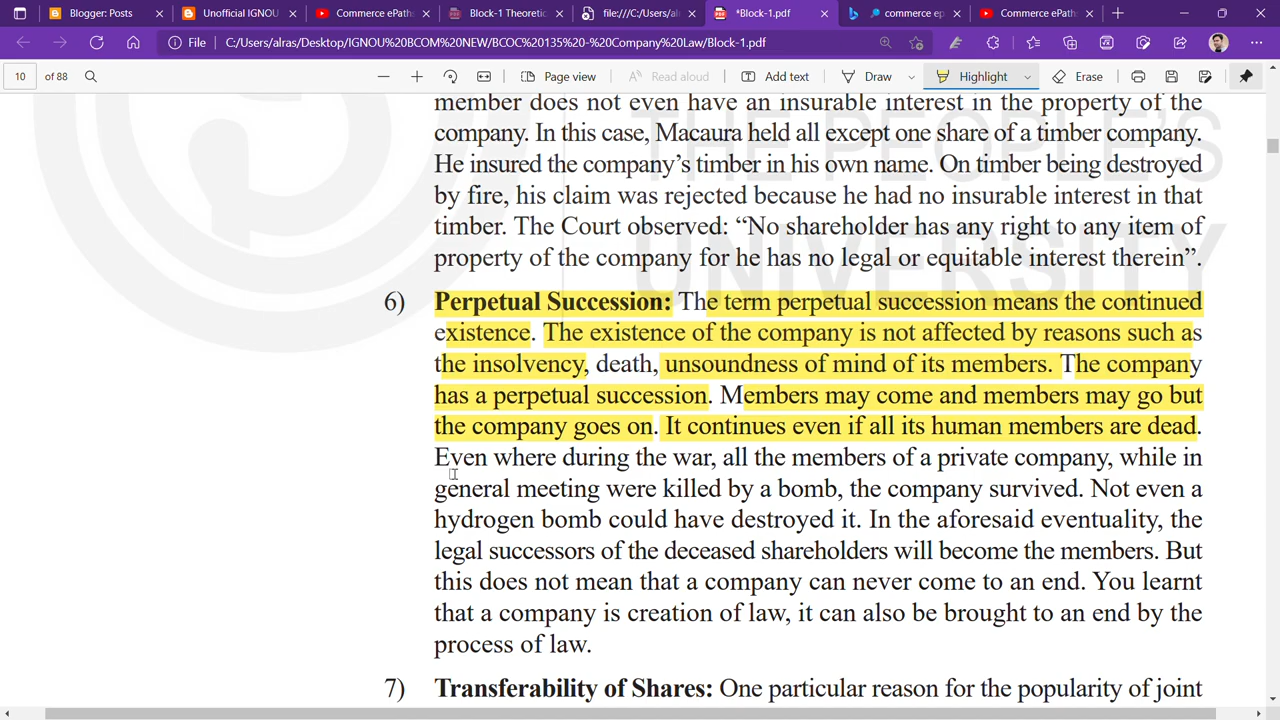 Blogger: Posts
Unofficial IGNOU
Commerce ePath
Block-1 Theoretic
file:///C:/Users/al
*Block-1.pdf
commerce ep
Commerce ePath
File
C:/Users/alras/Desktop/IGNOU%20BCOM%20NEW/BCOC%20135%20-%20Company%20Law/Block-1.pdf
10 of 88
Page view
Read aloud
Add text
Draw
Highlight
Erase
THE PEOPLE'S
UNIVERSITY
member does not even have an insurable interest in the property of the
company. In this case, Macaura held all except one share of a timber company.
He insured the company's timber in his own name. On timber being destroyed
by fire, his claim was rejected because he had no insurable interest in that
timber. The Court observed: “No shareholder has any right to any item of
property of the company for he has no legal or equitable interest therein”.
6) Perpetual Succession: The term perpetual succession means the continued
existence. The existence of the company is not affected by reasons such as
the insolvency, death, unsoundness of mind of its members. The company
has a perpetual succession. Members may come and members may go but
the company goes on. It continues even if all its human members are dead.
Even where during the war, all the members of a private company, while in
general meeting were killed by a bomb, the company survived. Not even a
hydrogen bomb could have destroyed it. In the aforesaid eventuality, the
legal successors of the deceased shareholders will become the members. But
this does not mean that a company can never come to an end. You learnt
that a company is creation of law, it can also be brought to an end by the
process of law.
7) Transferability of Shares: One particular reason for the popularity of joint